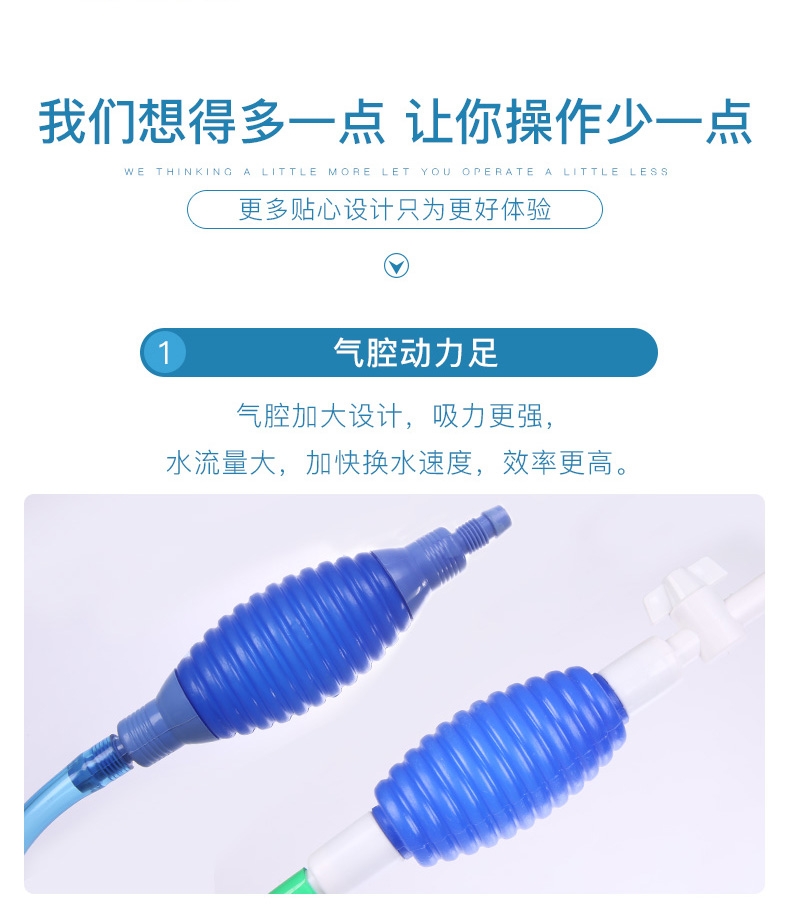 我们想得多一点 让你操作少一点
WE THINKING A LITTLE MORE LET YOU OPERATE A LITTLE LESS
更多贴心设计只为更好体验
1 气腔动力足
气腔加大设计，吸力更强，
水流量大，加快换水速度，效率更高。